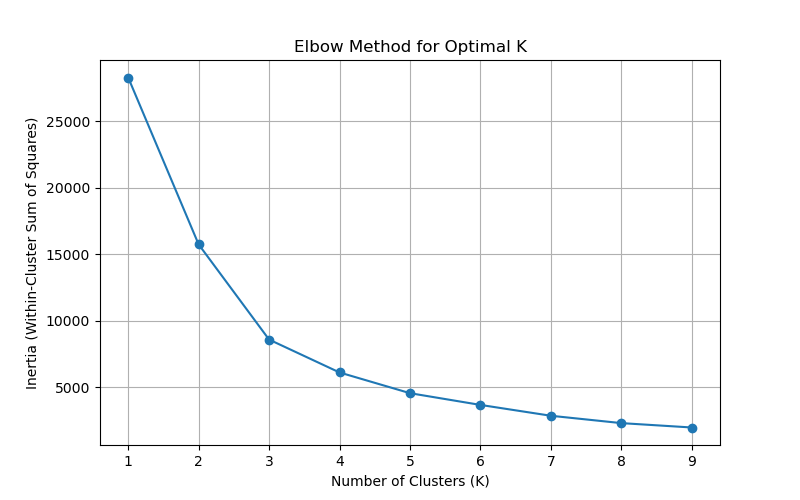 Elbow Method for Optimal K
Inertia (Within-Cluster Sum of Squares)
25000
20000
15000
10000
5000
1 2 3 4 5 6 7 8 9
Number of Clusters (K)